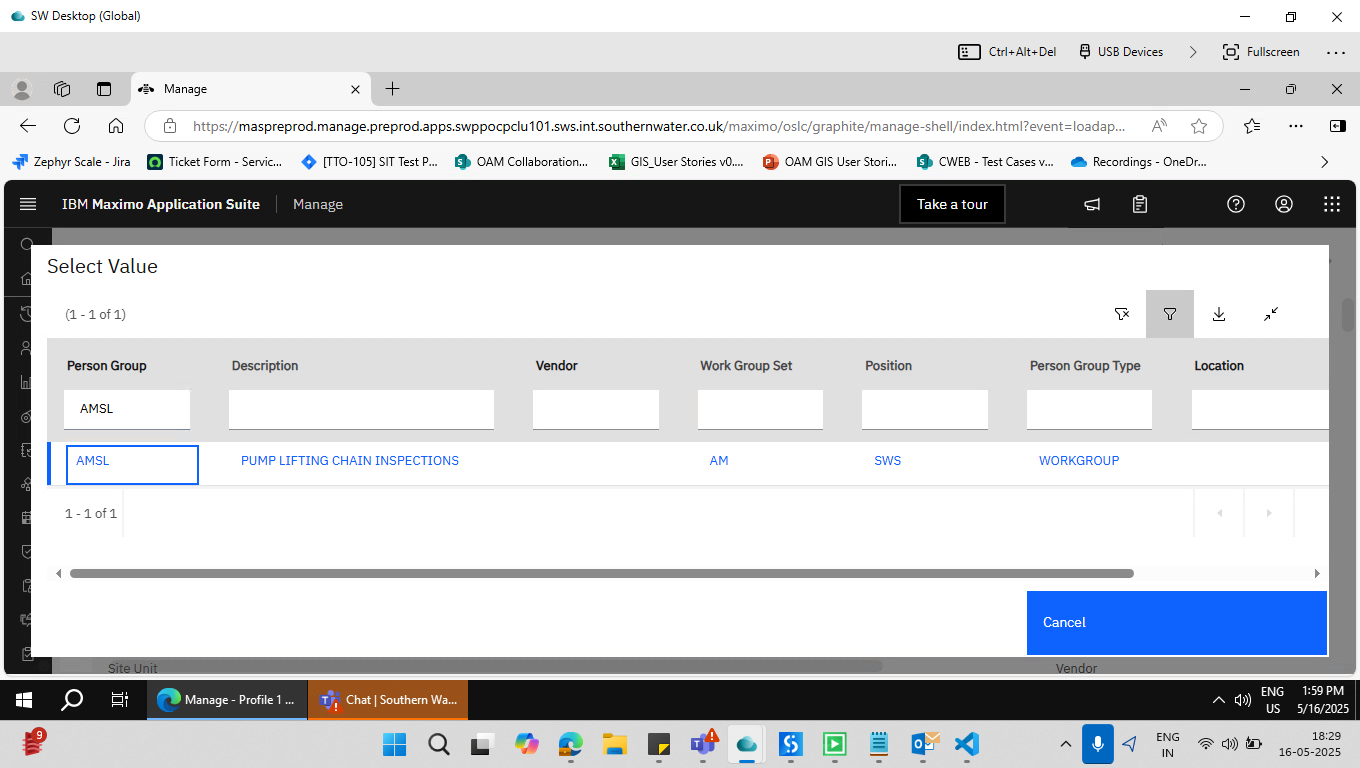 SW Desktop (Global)
Ctrl+Alt+Del USB Devices Fullscreen
Manage
https://maspreprod.manage.preprod.apps.swppocpclu101.sws.int.southernwater.co.uk/maximo/oslc/graphite/manage-shell/index.html?event=loadap...
Zephyr Scale - Jira Ticket Form - Servic... [TTO-105] SIT Test P... OAM Collaboration... GIS_User Stories v0.... OAM GIS User Stori... CWEB - Test Cases v... Recordings - OneDr...
IBM Maximo Application Suite Manage Take a tour
Select Value
(1 - 1 of 1)
Person Group Description Vendor Work Group Set Position Person Group Type Location
AMSL
AMSL PUMP LIFTING CHAIN INSPECTIONS AM SWS WORKGROUP
1 - 1 of 1
Cancel
Site Unit Vendor
Manage - Profile 1 ... Chat | Southern Wa... ENG 1:59 PM
US 5/16/2025
9 ENG 18:29
IN 16-05-2025